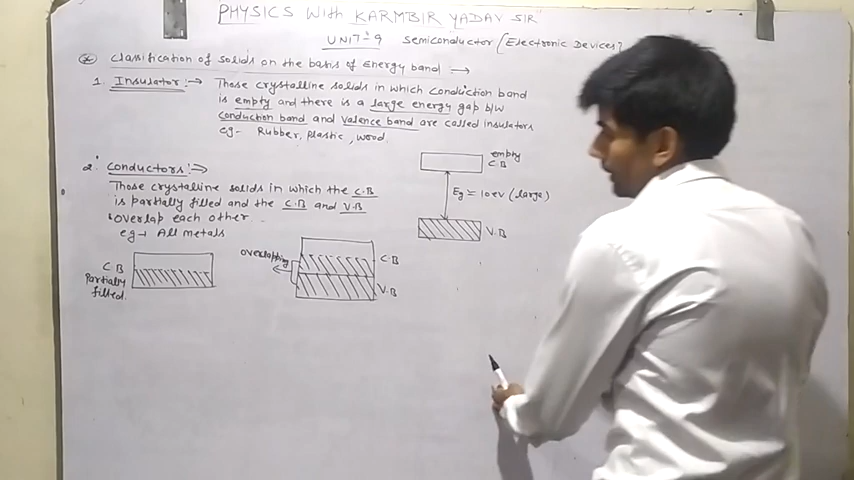 PHYSICS With KARMBIR YADAV SIR
UNIT-9 Semiconductor (Electronic Devices)
Classification of solids on the basis of Energy band :→
1. Insulator :→ Those crystalline solids in which conduction band
is empty and there is a large energy gap b/w
conduction band and valence band are called insulators
eg- Rubber, plastic, wood
empty
C.B
Eg ≃ 10 eV (large)
V.B
2. Conductors :→
Those crystalline solids in which the C.B
is partially filled and the C.B and V.B
overlap each other.
eg → All metals
C.B
Partially
filled.
overlapping
C.B
V.B